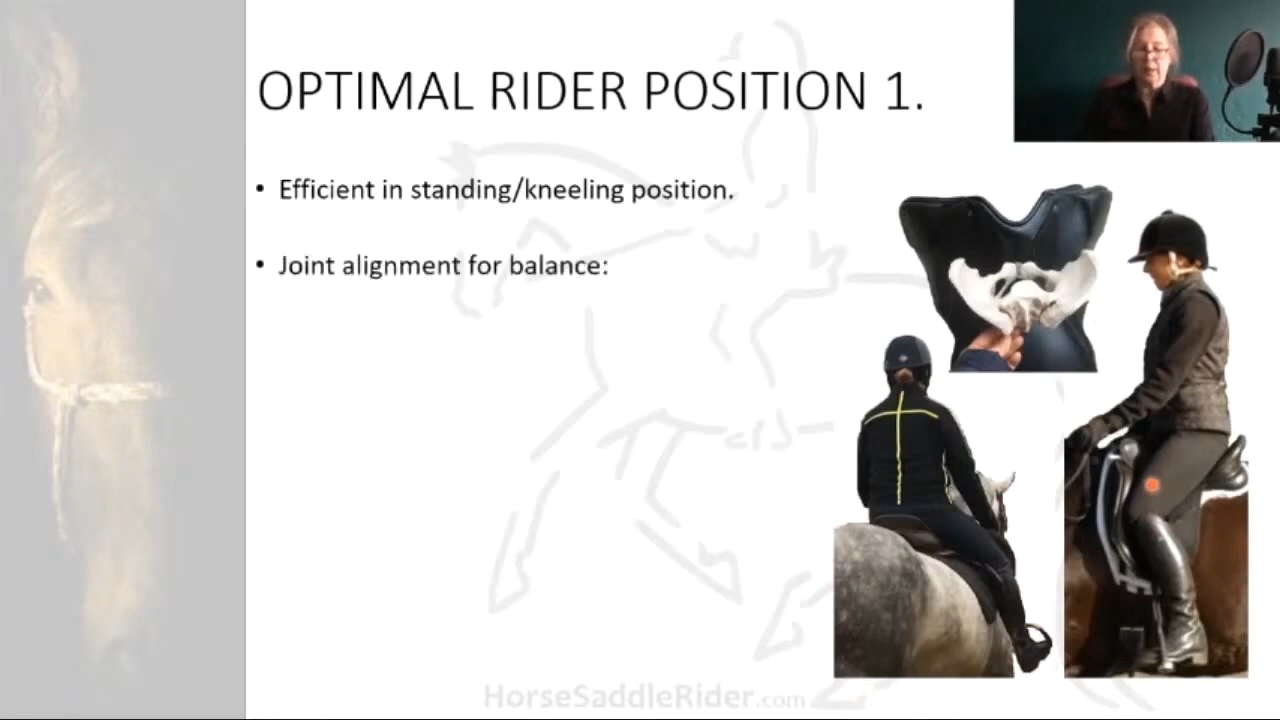 OPTIMAL RIDER POSITION 1.
• Efficient in standing/kneeling position.
• Joint alignment for balance:
HorseSaddleRider.com